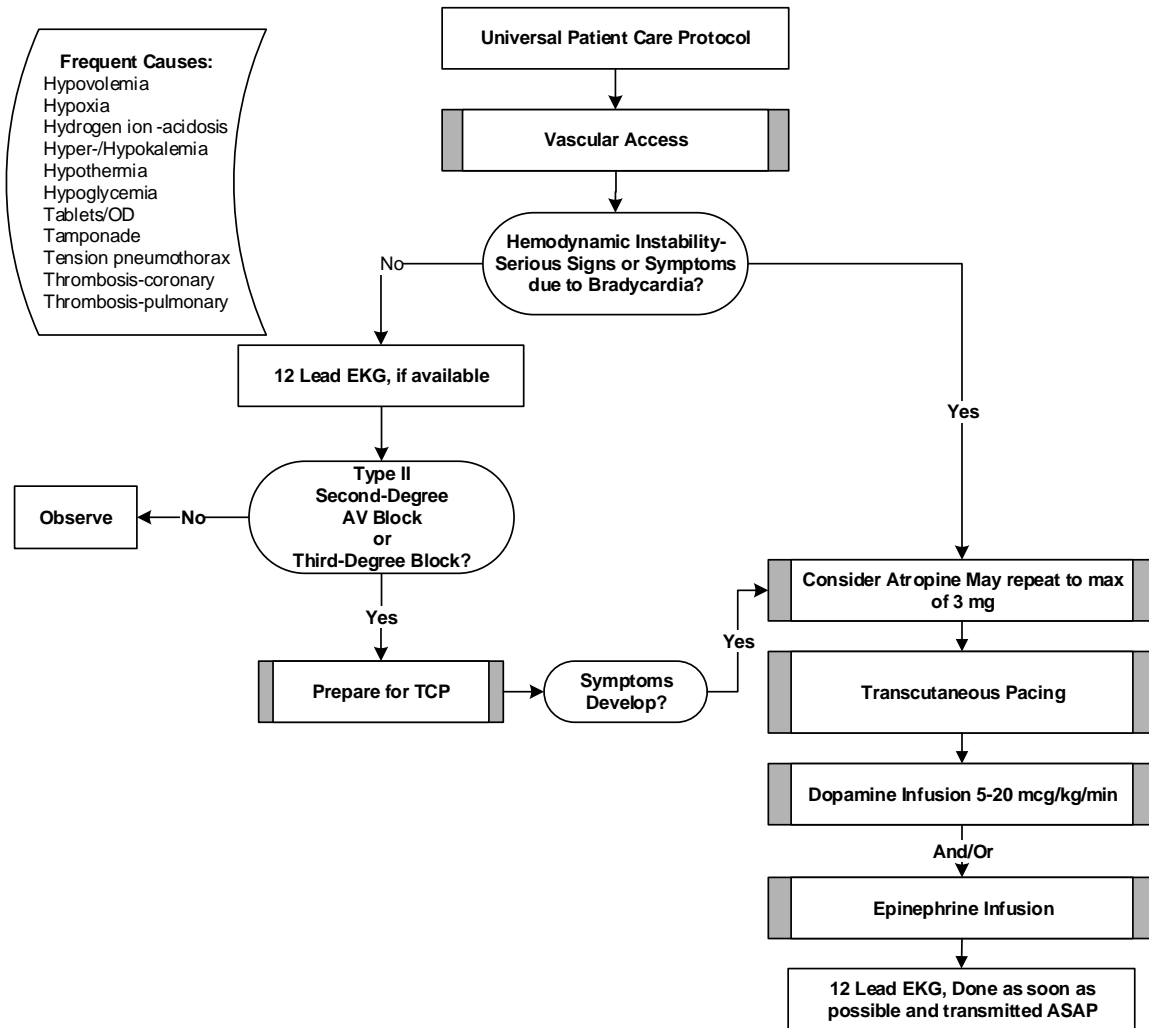 Frequent Causes:
Hypovolemia
Hypoxia
Hydrogen ion -acidosis
Hyper-/Hypokalemia
Hypothermia
Hypoglycemia
Tablets/OD
Tamponade
Tension pneumothorax
Thrombosis-coronary
Thrombosis-pulmonary
Universal Patient Care Protocol
Vascular Access
Hemodynamic Instability-
Serious Signs or Symptoms
due to Bradycardia?
No
12 Lead EKG, if available
Type II
Second-Degree
AV Block
or
Third-Degree Block?
No
Observe
Yes
Prepare for TCP
Symptoms
Develop?
Yes
Yes
Consider Atropine May repeat to max
of 3 mg
Transcutaneous Pacing
Dopamine Infusion 5-20 mcg/kg/min
And/Or
Epinephrine Infusion
12 Lead EKG, Done as soon as
possible and transmitted ASAP